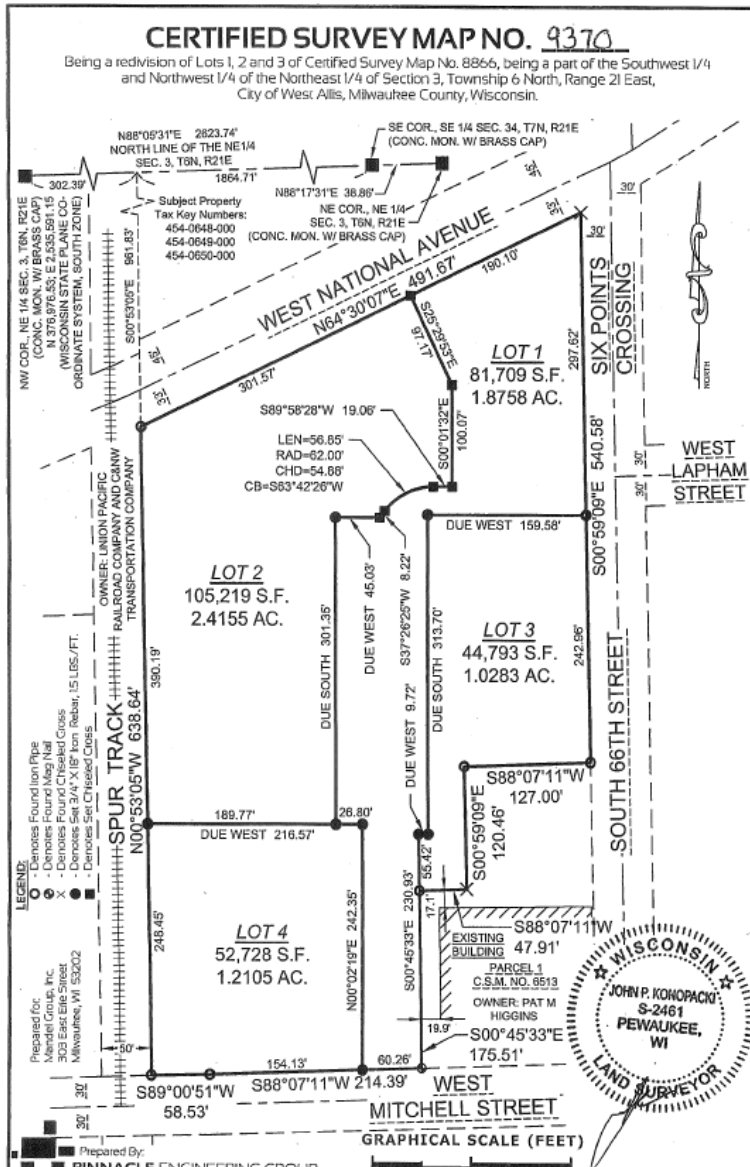 CERTIFIED SURVEY MAP NO. 9370
Being a redivision of Lots 1, 2 and 3 of Certified Survey Map No. 8866, being a part of the Southwest 1/4
and Northwest 1/4 of the Northeast 1/4 of Section 3, Township 6 North, Range 21 East,
City of West Allis, Milwaukee County, Wisconsin.
N88°05'31"E 2823.74'
NORTH LINE OF THE NE1/4
SEC. 3, T6N, R21E
302.39'
1864.71'
SE COR., SE 1/4 SEC. 34, T7N, R21E
(CONC. MON. W/ BRASS CAP)
N88°17'31"E 38.86'
NE COR., NE 1/4
SEC. 3, T6N, R21E
(CONC. MON. W/ BRASS CAP)
NW COR., NE 1/4 SEC. 3, T6N, R21E
(CONC. MON. W/ BRASS CAP)
N 376,976.53; E 2,535,591.15
(WISCONSIN STATE PLANE CO-
ORDINATE SYSTEM, SOUTH ZONE)
S00°53'05"E 961.83'
Subject Property
Tax Key Numbers:
454-0648-000
454-0649-000
454-0650-000
45'
33'
45'
33'
30'
30'
WEST NATIONAL AVENUE
N64°30'07"E 491.67'
190.10'
301.57'
S25°29'53"E
97.17'
LOT 1
81,709 S.F.
1.8758 AC.
297.62'
SIX POINTS
CROSSING
NORTH
S89°58'28"W 19.06'
S00°01'32"E
100.07'
LEN=56.85'
RAD=62.00'
CHD=54.88'
CB=S63°42'26"W
S00°59'09"E 540.58'
30'
30'
WEST
LAPHAM
STREET
DUE WEST 159.58'
OWNER: UNION PACIFIC
RAILROAD COMPANY AND C&NW
TRANSPORTATION COMPANY
LOT 2
105,219 S.F.
2.4155 AC.
DUE WEST 45.03'
S37°26'25"W 8.22'
DUE SOUTH 301.35'
DUE SOUTH 313.70'
LOT 3
44,793 S.F.
1.0283 AC.
242.96'
390.19'
DUE WEST 9.72'
SOUTH 66TH STREET
SPUR TRACK
N00°53'05"W 638.64'
S88°07'11"W
127.00'
S00°59'09"E
120.46'
189.77'
26.80'
DUE WEST 216.57'
LEGEND:
- Denotes Found Iron Pipe
- Denotes Found Mag Nail
- Denotes Found Chiseled Cross
- Denotes Set 3/4" X 18" Iron Rebar, 1.5 LBS./FT.
- Denotes Set Chiseled Cross
55.42'
17.1'
S00°45'33"E 230.93'
S88°07'11"W
47.91'
248.45'
LOT 4
52,728 S.F.
1.2105 AC.
N00°02'19"E 242.35'
EXISTING
BUILDING
PARCEL 1
C.S.M. NO. 6513
OWNER: PAT M
HIGGINS
19.9'
S00°45'33"E
175.51'
Prepared for:
Mandel Group, Inc.
303 East Erie Street
Milwaukee, WI 53202
50'
30'
30'
154.13'
60.26'
S89°00'51"W
58.53'
S88°07'11"W 214.39'
WEST
MITCHELL STREET
WISCONSIN
JOHN P. KONOPACKI
S-2461
PEWAUKEE,
WI
LAND SURVEYOR
GRAPHICAL SCALE (FEET)
Prepared By:
PINNACLE ENGINEERING GROUP